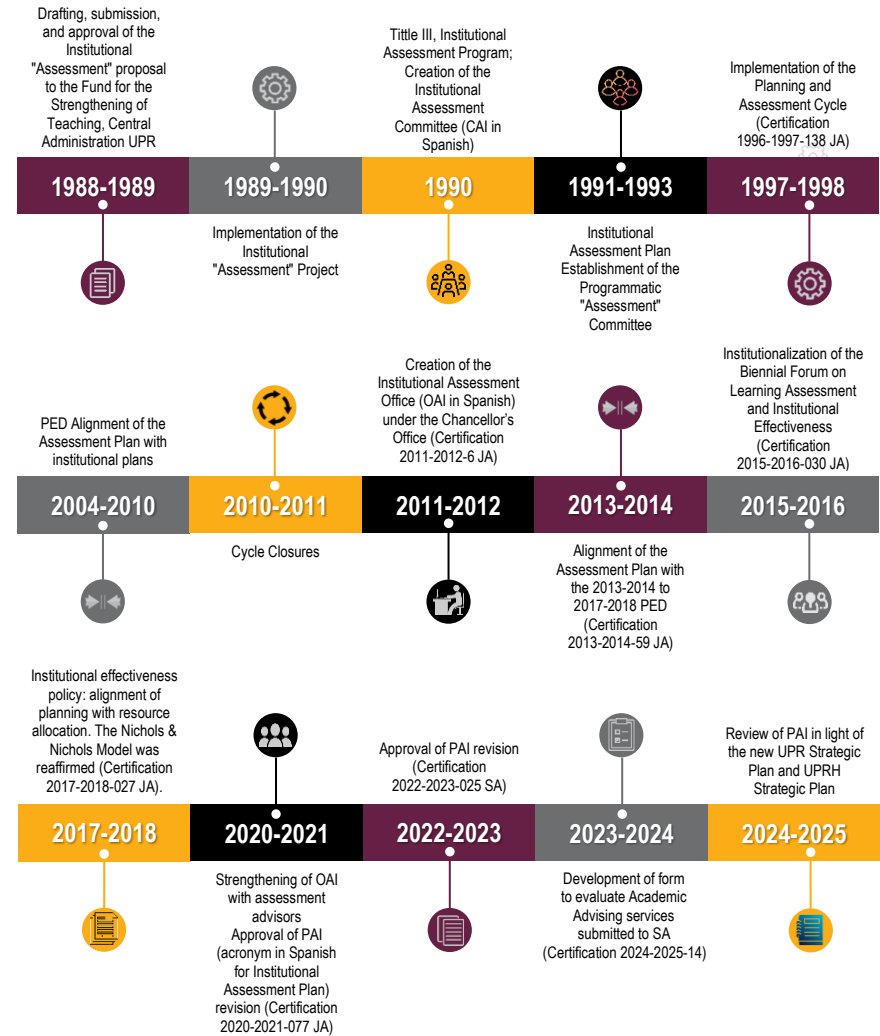 Drafting, submission,
and approval of the
Institutional
"Assessment" proposal
to the Fund for the
Strengthening of
Teaching, Central
Administration UPR
1988-1989
1989-1990
Implementation of the
Institutional
"Assessment" Project
Tittle III, Institutional
Assessment Program;
Creation of the
Institutional
Assessment
Committee (CAI in
Spanish)
1990
1991-1993
Institutional
Assessment Plan
Establishment of the
Programmatic
"Assessment"
Committee
Implementation of the
Planning and
Assessment Cycle
(Certification
1996-1997-138 JA)
1997-1998
PED Alignment of the
Assessment Plan with
institutional plans
2004-2010
2010-2011
Cycle Closures
Creation of the
Institutional Assessment
Office (OAI in Spanish)
under the Chancellor's
Office (Certification
2011-2012-6 JA)
2011-2012
2013-2014
Alignment of the
Assessment Plan with
the 2013-2014 to
2017-2018 PED
(Certification
2013-2014-59 JA)
Institutionalization of the
Biennial Forum on
Learning Assessment
and Institutional
Effectiveness
(Certification
2015-2016-030 JA)
2015-2016
Institutional effectiveness
policy: alignment of
planning with resource
allocation. The Nichols &
Nichols Model was
reaffirmed (Certification
2017-2018-027 JA).
2017-2018
2020-2021
Strengthening of OAI
with assessment
advisors
Approval of PAI
(acronym in Spanish
for Institutional
Assessment Plan)
revision (Certification
2020-2021-077 JA)
Approval of PAI revision
(Certification
2022-2023-025 SA)
2022-2023
2023-2024
Development of form
to evaluate Academic
Advising services
submitted to SA
(Certification 2024-2025-14)
Review of PAI in light of
the new UPR Strategic
Plan and UPRH
Strategic Plan
2024-2025